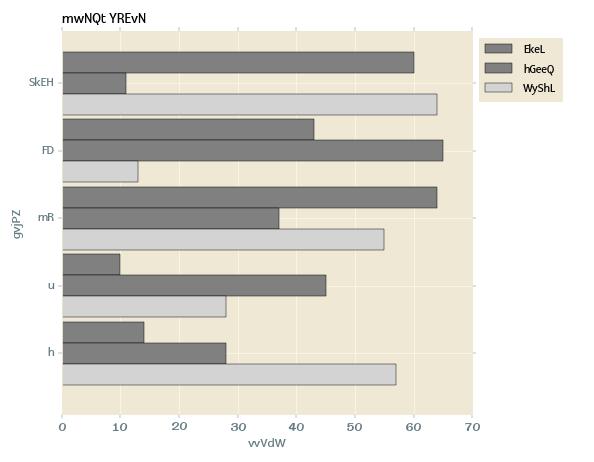 mwNQt YREvN
EkeL
hGeeQ
WyShL
SkEH
FD
mR
u
h
gvjPZ
0 10 20 30 40 50 60 70
vvVdW